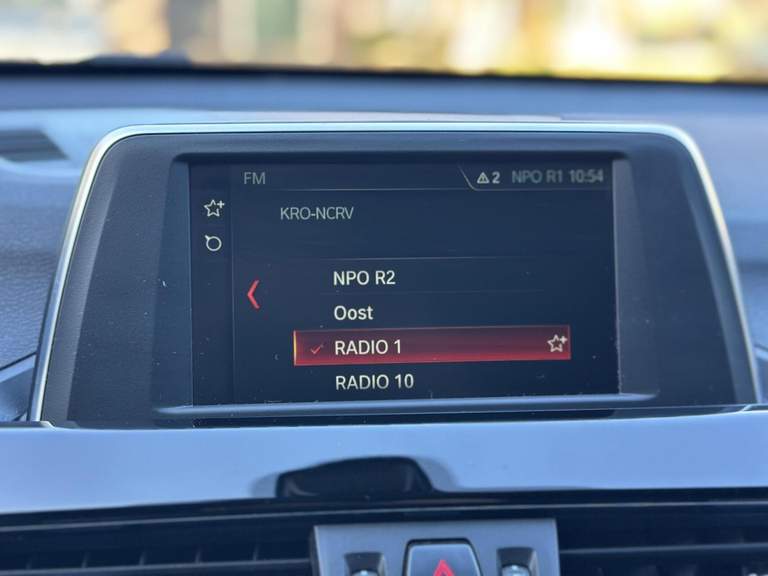 FM 2 NPO R1 10:54
KRO-NCRV
NPO R2
Oost
RADIO 1
RADIO 10